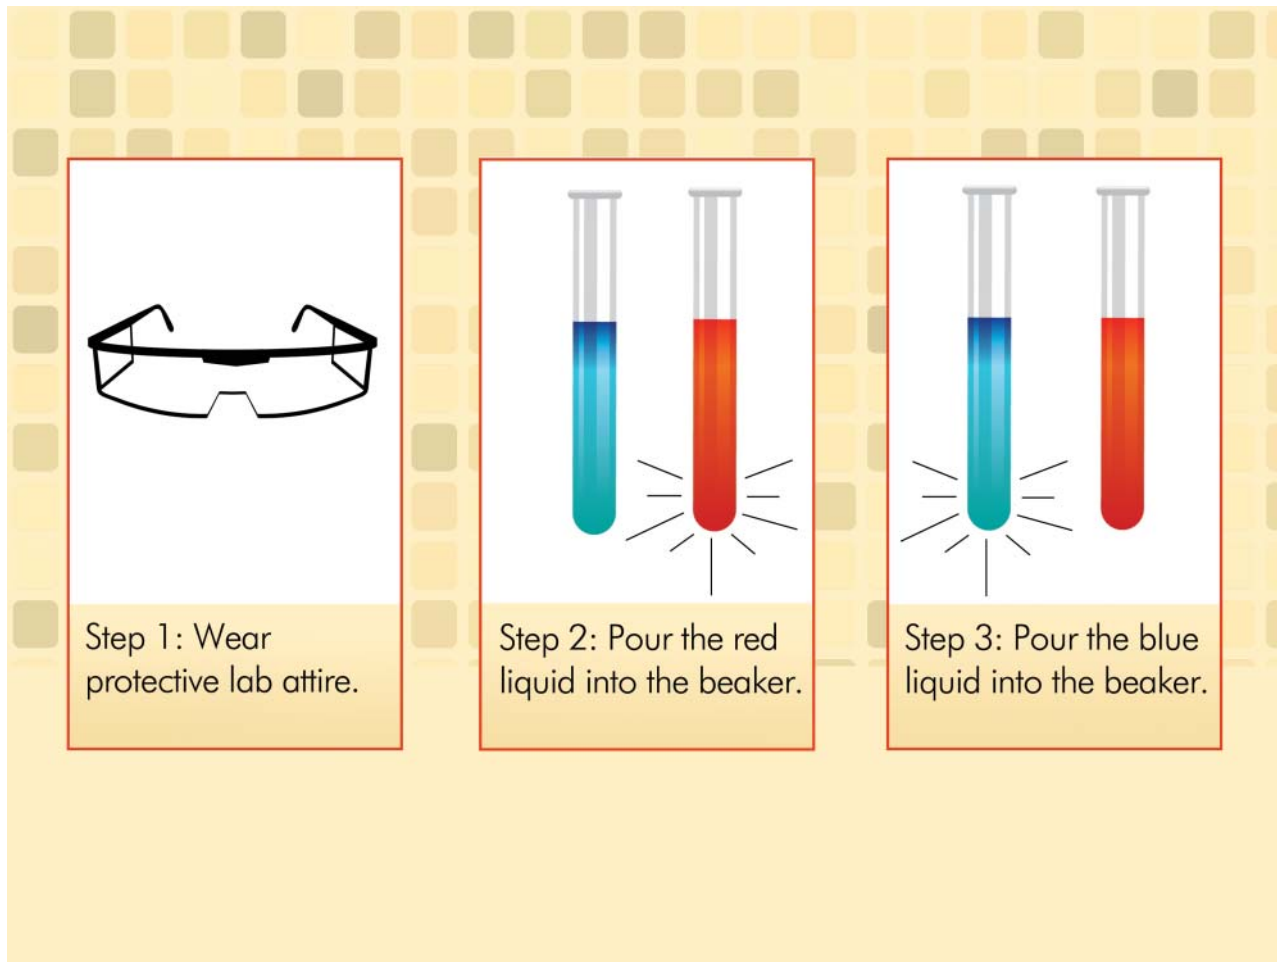 Step 1: Wear
protective lab attire.
Step 2: Pour the red
liquid into the beaker.
Step 3: Pour the blue
liquid into the beaker.